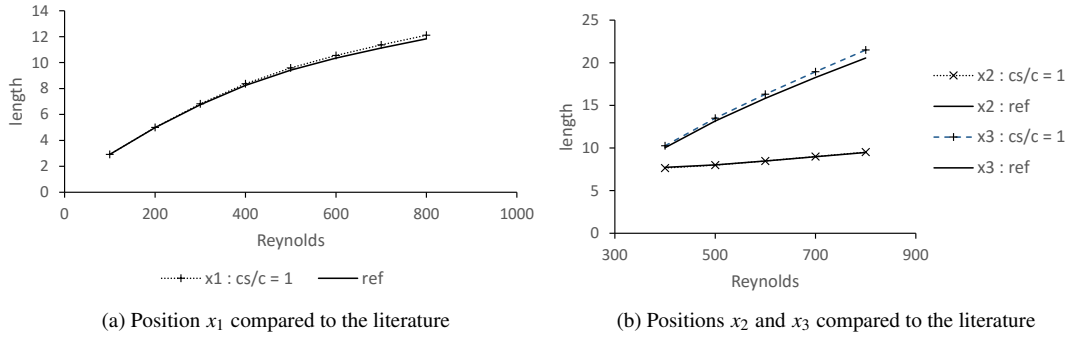 14
12
10
8
6
4
2
0
length
0 200 400 600 800 1000
Reynolds
x1 : cs/c = 1 ref
(a) Position x1 compared to the literature
25
20
15
10
5
0
length
300 500 700 900
Reynolds
x2 : cs/c = 1
x2 : ref
x3 : cs/c = 1
x3 : ref
(b) Positions x2 and x3 compared to the literature